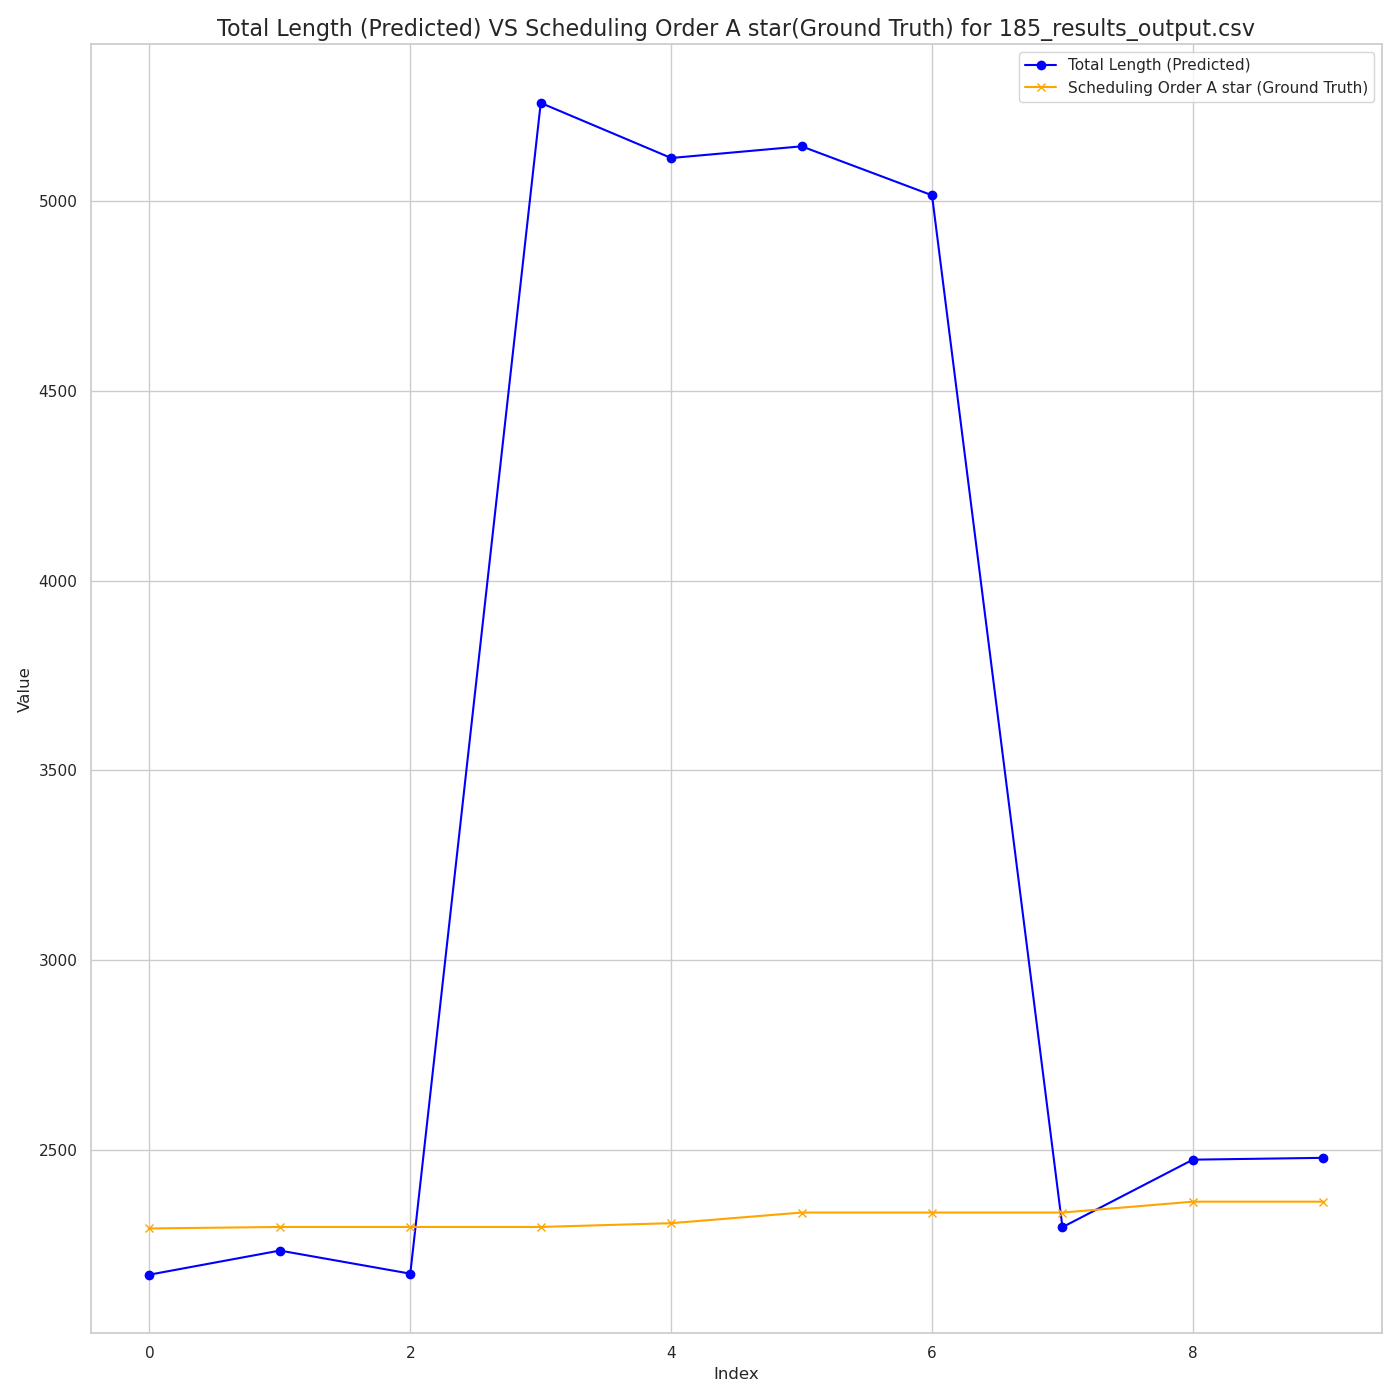 Total Length (Predicted) VS Scheduling Order A star(Ground Truth) for 185_results_output.csv
Total Length (Predicted)
Scheduling Order A star (Ground Truth)
5000
4500
4000
3500
3000
2500
Value
0 2 4 6 8
Index